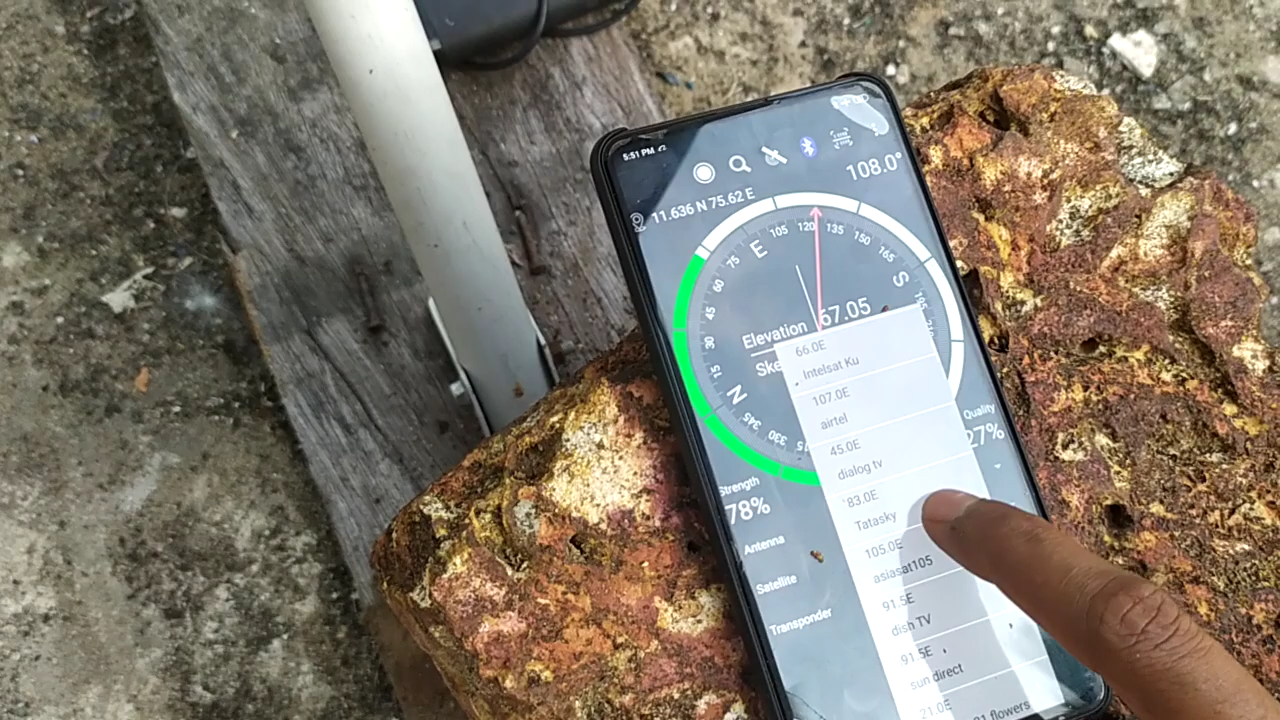 5:51 PM
108.0°
11.636 N 75.62 E
E
75
60
45
30
15
N
345
330
105
120
135
150
165
S
195
67.05
Elevation
Ske
66.0E
Intelsat Ku
107.0E
airtel
45.0E
dialog tv
83.0E
Tatasky
105.0E
asiasat105
91.5E
dish TV
91.5E
sun direct
21.0E
flowers
Quality
27%
Strength
78%
Antenna
Satellite
Transponder